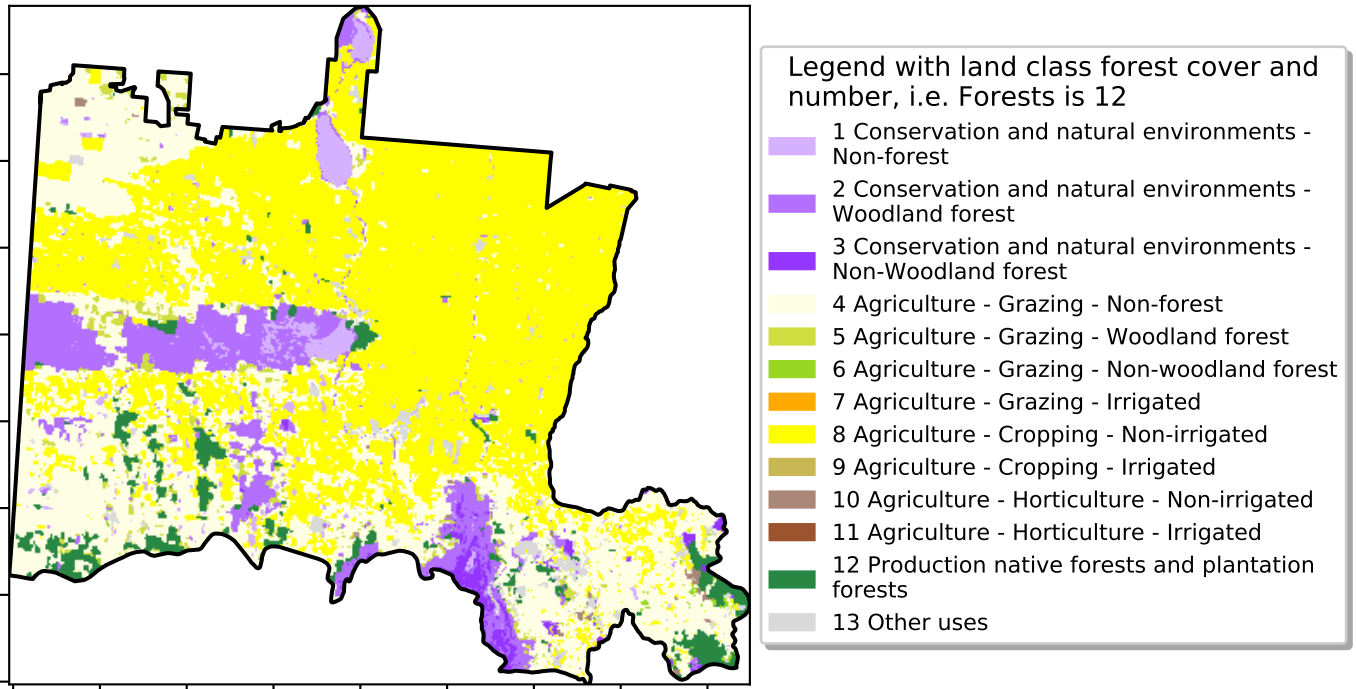 Legend with land class forest cover and
number, i.e. Forests is 12
1 Conservation and natural environments -
Non-forest
2 Conservation and natural environments -
Woodland forest
3 Conservation and natural environments -
Non-Woodland forest
4 Agriculture - Grazing - Non-forest
5 Agriculture - Grazing - Woodland forest
6 Agriculture - Grazing - Non-woodland forest
7 Agriculture - Grazing - Irrigated
8 Agriculture - Cropping - Non-irrigated
9 Agriculture - Cropping - Irrigated
10 Agriculture - Horticulture - Non-irrigated
11 Agriculture - Horticulture - Irrigated
12 Production native forests and plantation
forests
13 Other uses